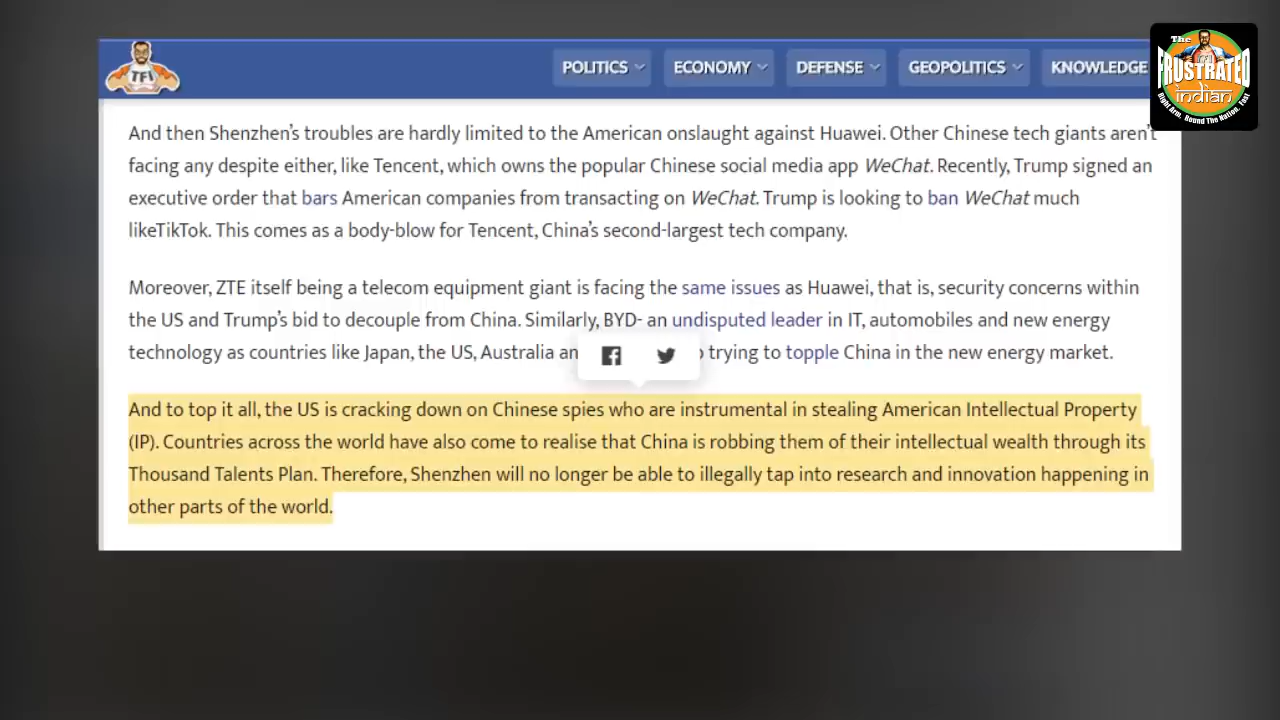 TFI
POLITICS
ECONOMY
DEFENSE
GEOPOLITICS
KNOWLEDGE
The
FRUSTRATED
indian
Right Arm. Round The Nation. Fast
And then Shenzhen’s troubles are hardly limited to the American onslaught against Huawei. Other Chinese tech giants aren’t
facing any despite either, like Tencent, which owns the popular Chinese social media app WeChat. Recently, Trump signed an
executive order that bars American companies from transacting on WeChat. Trump is looking to ban WeChat much
likeTikTok. This comes as a body-blow for Tencent, China’s second-largest tech company.
Moreover, ZTE itself being a telecom equipment giant is facing the same issues as Huawei, that is, security concerns within
the US and Trump’s bid to decouple from China. Similarly, BYD- an undisputed leader in IT, automobiles and new energy
technology as countries like Japan, the US, Australia trying to topple China in the new energy market.
And to top it all, the US is cracking down on Chinese spies who are instrumental in stealing American Intellectual Property
(IP). Countries across the world have also come to realise that China is robbing them of their intellectual wealth through its
Thousand Talents Plan. Therefore, Shenzhen will no longer be able to illegally tap into research and innovation happening in
other parts of the world.